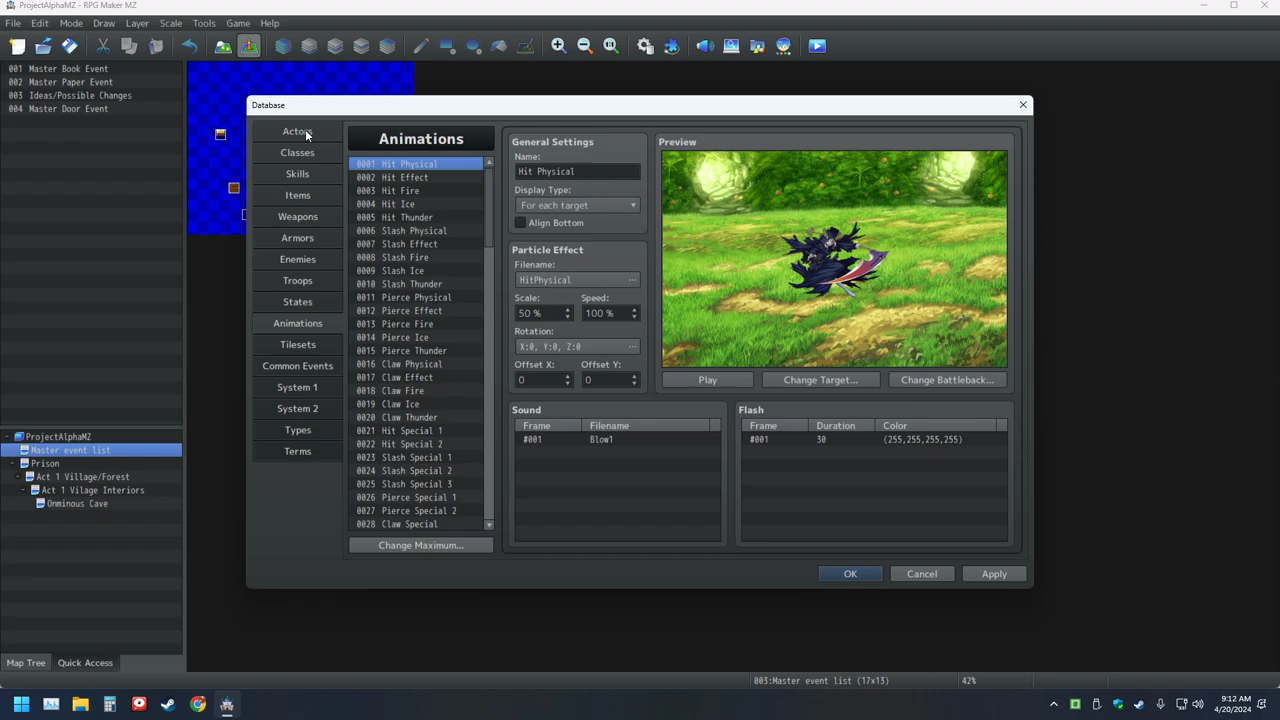 ProjectAlphaMZ - RPG Maker MZ
File Edit Mode Draw Layer Scale Tools Game Help
001 Master Book Event
002 Master Paper Event
003 Ideas/Possible Changes
004 Master Door Event
ProjectAlphaMZ
Master event list
Prison
Act 1 Village/Forest
Act 1 Vilage Interiors
Onminous Cave
Map Tree Quick Access
Database
Actors
Classes
Skills
Items
Weapons
Armors
Enemies
Troops
States
Animations
Tilesets
Common Events
System 1
System 2
Types
Terms
Animations
0001 Hit Physical
0002 Hit Effect
0003 Hit Fire
0004 Hit Ice
0005 Hit Thunder
0006 Slash Physical
0007 Slash Effect
0008 Slash Fire
0009 Slash Ice
0010 Slash Thunder
0011 Pierce Physical
0012 Pierce Effect
0013 Pierce Fire
0014 Pierce Ice
0015 Pierce Thunder
0016 Claw Physical
0017 Claw Effect
0018 Claw Fire
0019 Claw Ice
0020 Claw Thunder
0021 Hit Special 1
0022 Hit Special 2
0023 Slash Special 1
0024 Slash Special 2
0025 Slash Special 3
0026 Pierce Special 1
0027 Pierce Special 2
0028 Claw Special
Change Maximum...
General Settings
Name:
Hit Physical
Display Type:
For each target
Align Bottom
Particle Effect
Filename:
HitPhysical ...
Scale: Speed:
50 % 100 %
Rotation:
X:0, Y:0, Z:0 ...
Offset X: Offset Y:
0 0
Preview
Play Change Target... Change Battleback...
Sound
Frame Filename
#001 Blow1
Flash
Frame Duration Color
#001 30 (255,255,255,255)
OK Cancel Apply
003:Master event list (17x13) 42%
9:12 AM
4/20/2024